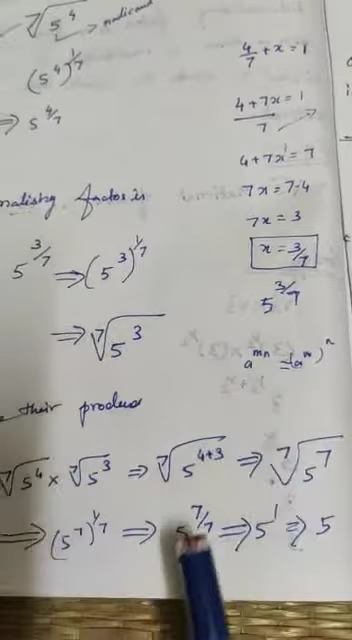 ⁷√5⁴ → radicand
(5⁴)^1/7
⇒ 5^4/7
4/7 + x = 1
4+7x/7 = 1
4+7x = 7
7x = 7-4
7x = 3
x = 3/7
5^3/7
factor is
5^3/7 ⇒ (5³)^1/7
⇒ ⁷√5³
a^mn = (a^m)^n
their product
⁷√5⁴ × ⁷√5³ ⇒ ⁷√5⁴⁺³ ⇒ ⁷√5⁷
⇒ (5⁷)^1/7 ⇒ 5^7/7 ⇒ 5¹ ⇒ 5